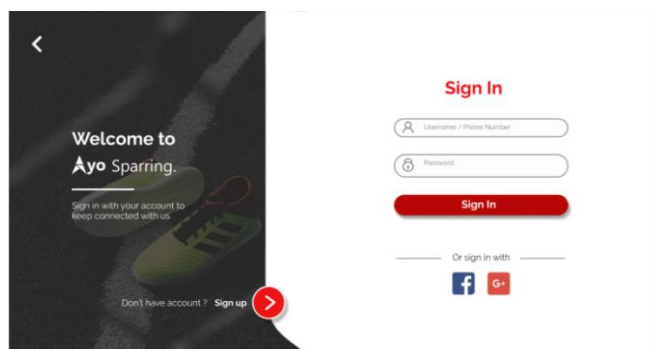 Welcome to
Ayo Sparring.
Sign in with your account to
keep connected with us
Don't have account ? Sign up
Sign In
Username / Phone Number
Password
Sign In
Or sign in with
G+